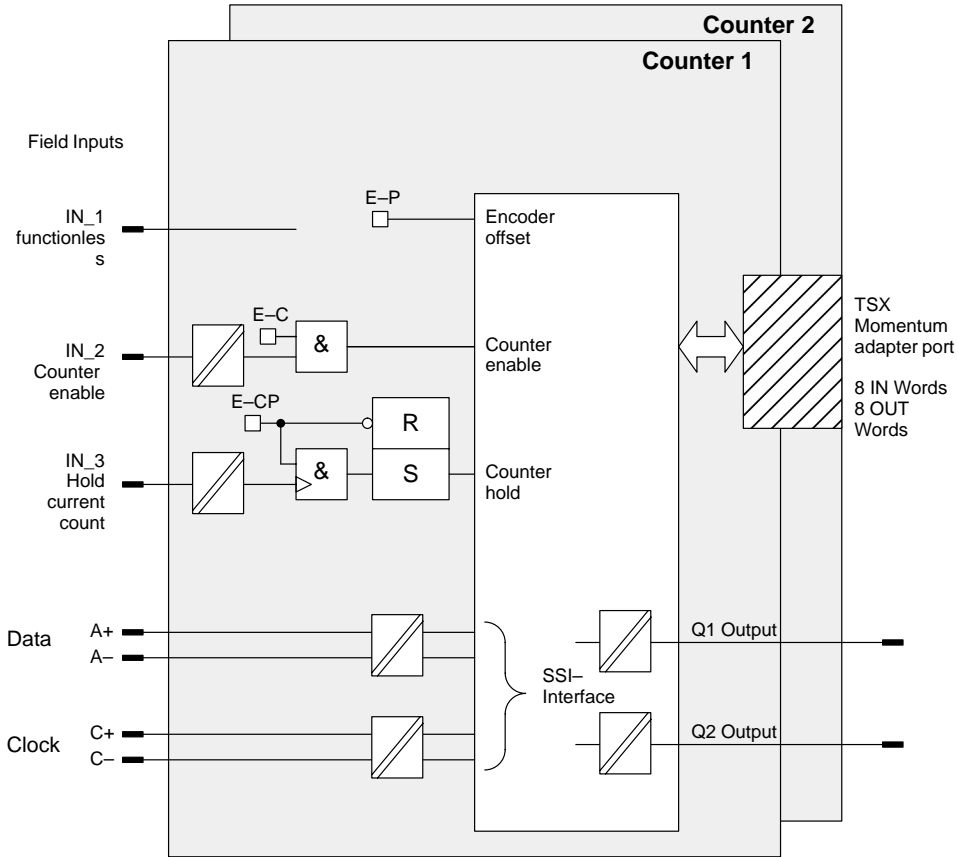 Counter 2
Counter 1
Field Inputs
E–P
IN_1
functionles
s
Encoder
offset
E–C
IN_2
Counter
enable
&
Counter
enable
TSX
Momentum
adapter port
8 IN Words
8 OUT
Words
E–CP
R
IN_3
Hold
current
count
&
S
Counter
hold
Data
A+
A–
Q1 Output
SSI–
Interface
Clock
C+
C–
Q2 Output